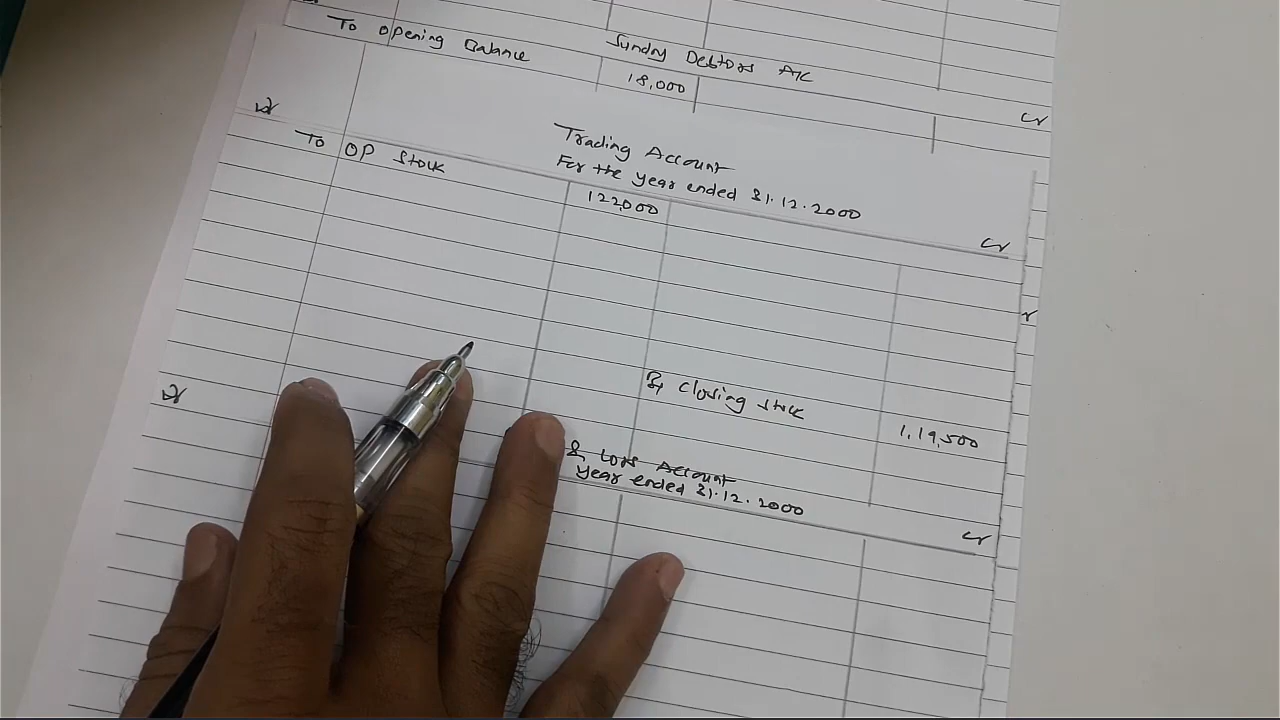 To Opening Balance
Sundry Debtors A/C
18,000
Cr
Dr
Trading Account
For the year ended 31.12.2000
Cr
To OP Stock
122,000
By Closing Stock
1,19,500
Dr
& Loss Account
year ended 31.12.2000
Cr